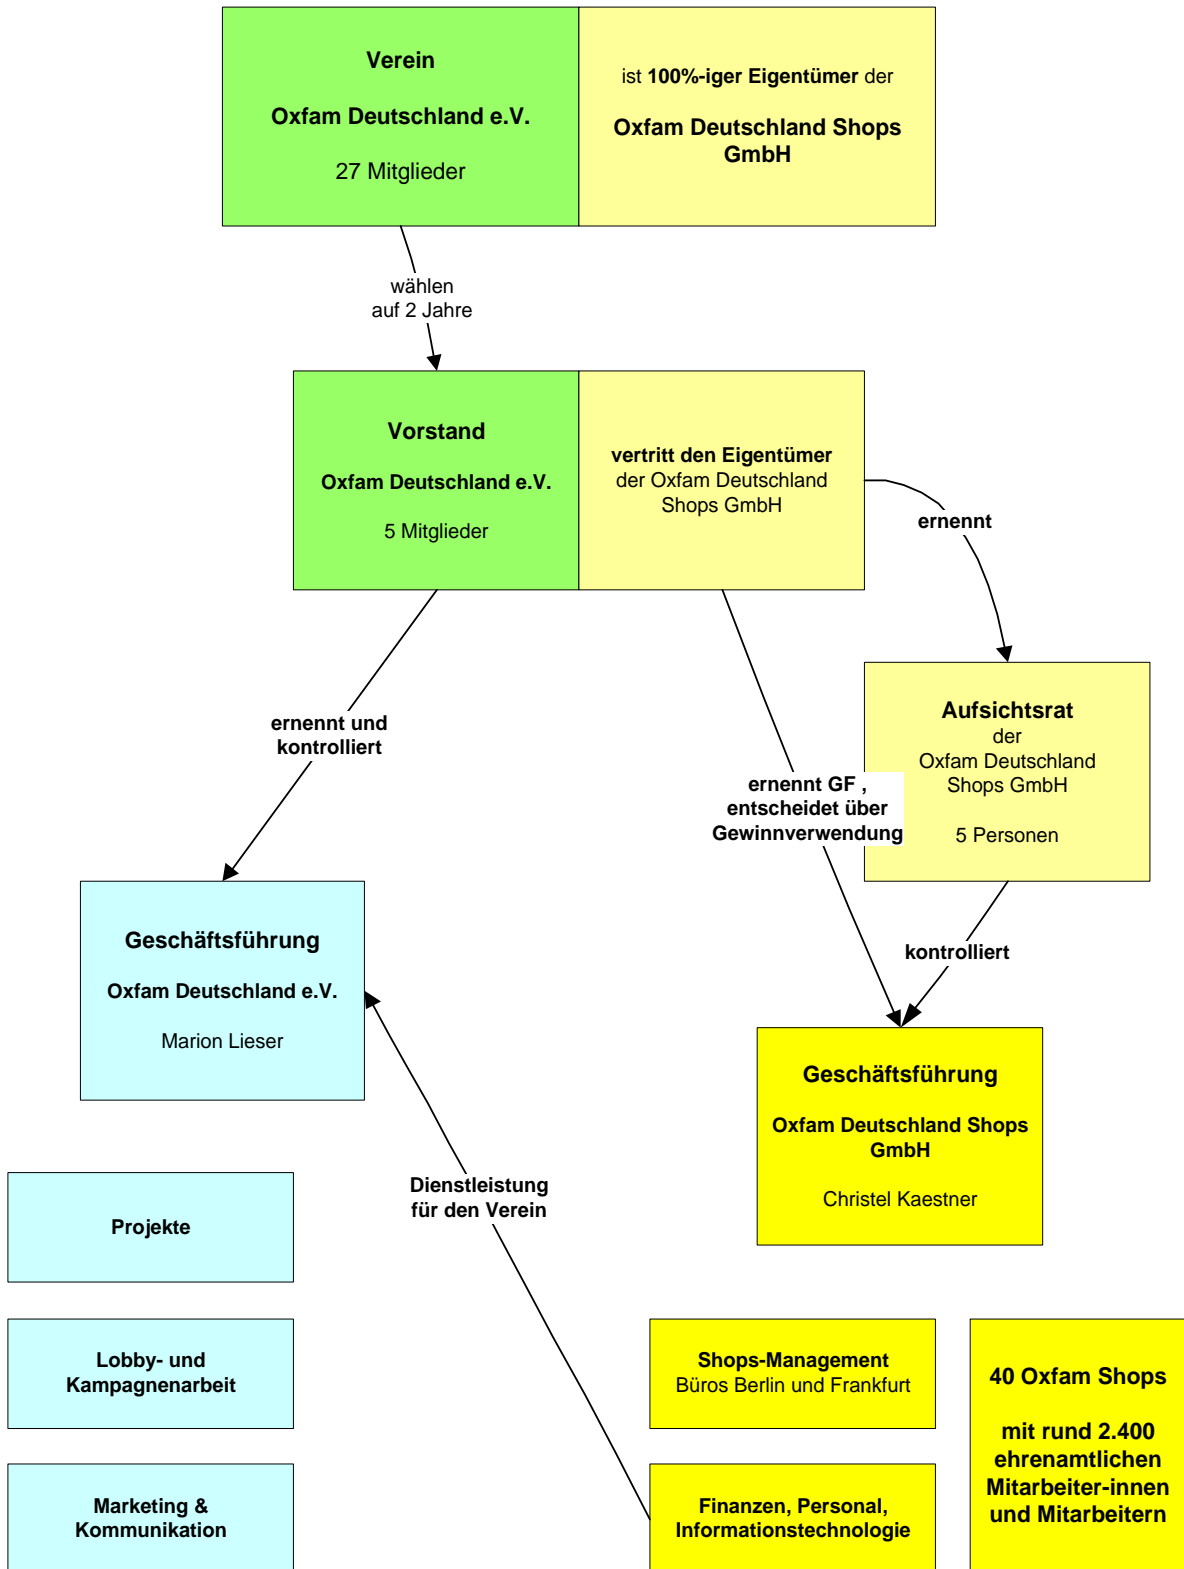 Verein
Oxfam Deutschland e.V.
27 Mitglieder
ist 100%-iger Eigentümer der
Oxfam Deutschland Shops
GmbH
wählen
auf 2 Jahre
Vorstand
Oxfam Deutschland e.V.
5 Mitglieder
vertritt den Eigentümer
der Oxfam Deutschland
Shops GmbH
ernennt
ernennt und
kontrolliert
ernennt GF ,
entscheidet über
Gewinnverwendung
Aufsichtsrat
der
Oxfam Deutschland
Shops GmbH
5 Personen
kontrolliert
Geschäftsführung
Oxfam Deutschland e.V.
Marion Lieser
Geschäftsführung
Oxfam Deutschland Shops
GmbH
Christel Kaestner
Dienstleistung
für den Verein
Projekte
Lobby- und
Kampagnenarbeit
Marketing &
Kommunikation
Shops-Management
Büros Berlin und Frankfurt
Finanzen, Personal,
Informationstechnologie
40 Oxfam Shops
mit rund 2.400
ehrenamtlichen
Mitarbeiter-innen
und Mitarbeitern